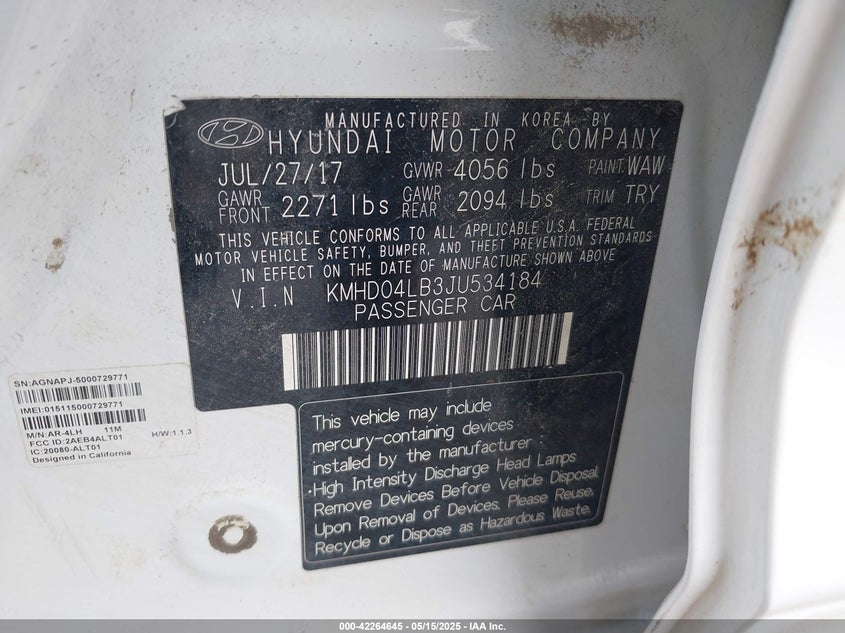 MANUFACTURED IN KOREA BY
HYUNDAI MOTOR COMPANY
JUL/27/17 GVWR 4056 lbs PAINT WAW
GAWR FRONT 2271 lbs GAWR REAR 2094 lbs TRIM TRY
THIS VEHICLE CONFORMS TO ALL APPLICABLE U.S.A. FEDERAL
MOTOR VEHICLE SAFETY, BUMPER, AND THEFT PREVENTION STANDARDS
IN EFFECT ON THE DATE OF MANUFACTURE SHOWN ABOVE
V.I.N KMHD04LB3JU534184
PASSENGER CAR
SN:AGNAPJ-5000729771
IMEI:015115000729771
M/N:AR-4LH 11M
FCC ID:2AEB4ALT01 H/W:1.1.3
IC:20080-ALT01
Designed in California
This vehicle may include
mercury-containing devices
installed by the manufacturer :
·High Intensity Discharge Head Lamps
Remove Devices Before Vehicle Disposal.
Upon Removal of Devices, Please Reuse,
Recycle or Dispose as Hazardous Waste.
000-42264645 - 05/15/2025 - IAA Inc.